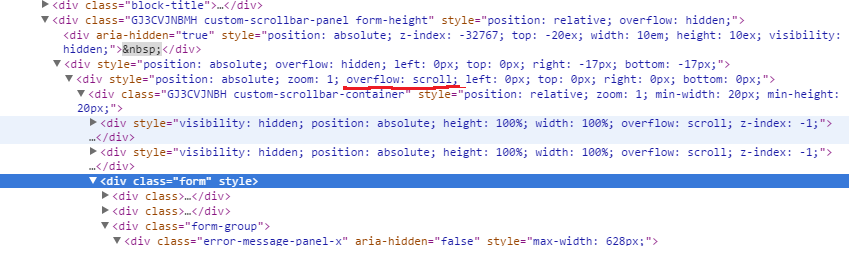 ▶<div class="block-title">…</div>
▼<div class="GJ3CVJNBMH custom-scrollbar-panel form-height" style="position: relative; overflow: hidden;">
<div aria-hidden="true" style="position: absolute; z-index: -32767; top: -20ex; width: 10em; height: 10ex; visibility:
hidden;">&nbsp;</div>
▼<div style="position: absolute; overflow: hidden; left: 0px; top: 0px; right: -17px; bottom: -17px;">
▼<div style="position: absolute; zoom: 1; overflow: scroll; left: 0px; top: 0px; right: 0px; bottom: 0px;">
▼<div class="GJ3CVJNBH custom-scrollbar-container" style="position: relative; zoom: 1; min-width: 20px; min-height:
20px;">
▶<div style="visibility: hidden; position: absolute; height: 100%; width: 100%; overflow: scroll; z-index: -1;">
…</div>
▶<div style="visibility: hidden; position: absolute; height: 100%; width: 100%; overflow: scroll; z-index: -1;">
…</div>
▼<div class="form" style>
▶<div class>…</div>
▶<div class>…</div>
▼<div class="form-group">
▼<div class="error-message-panel-x" aria-hidden="false" style="max-width: 628px;">